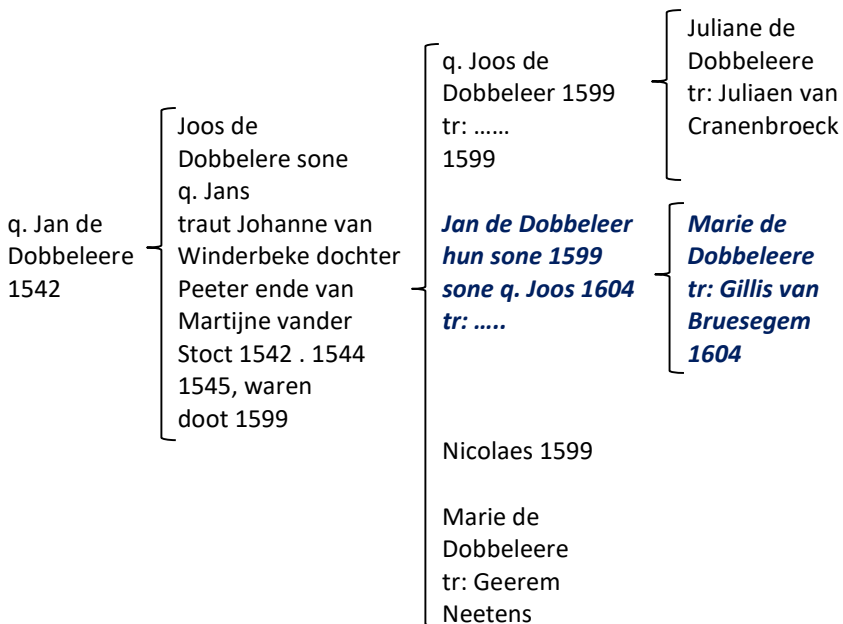 q. Jan de
Dobbeleere
1542
Joos de
Dobbelere sone
q. Jans
traut Johanne van
Winderbeke dochter
Peeter ende van
Martijne vander
Stoct 1542 . 1544
1545, waren
doot 1599
q. Joos de
Dobbeleer 1599
tr: ......
1599
Juliane de
Dobbeleere
tr: Juliaen van
Cranenbroeck
Jan de Dobbeleer
hun sone 1599
sone q. Joos 1604
tr: .....
Marie de
Dobbeleere
tr: Gillis van
Bruesegem
1604
Nicolaes 1599
Marie de
Dobbeleere
tr: Geerem
Neetens